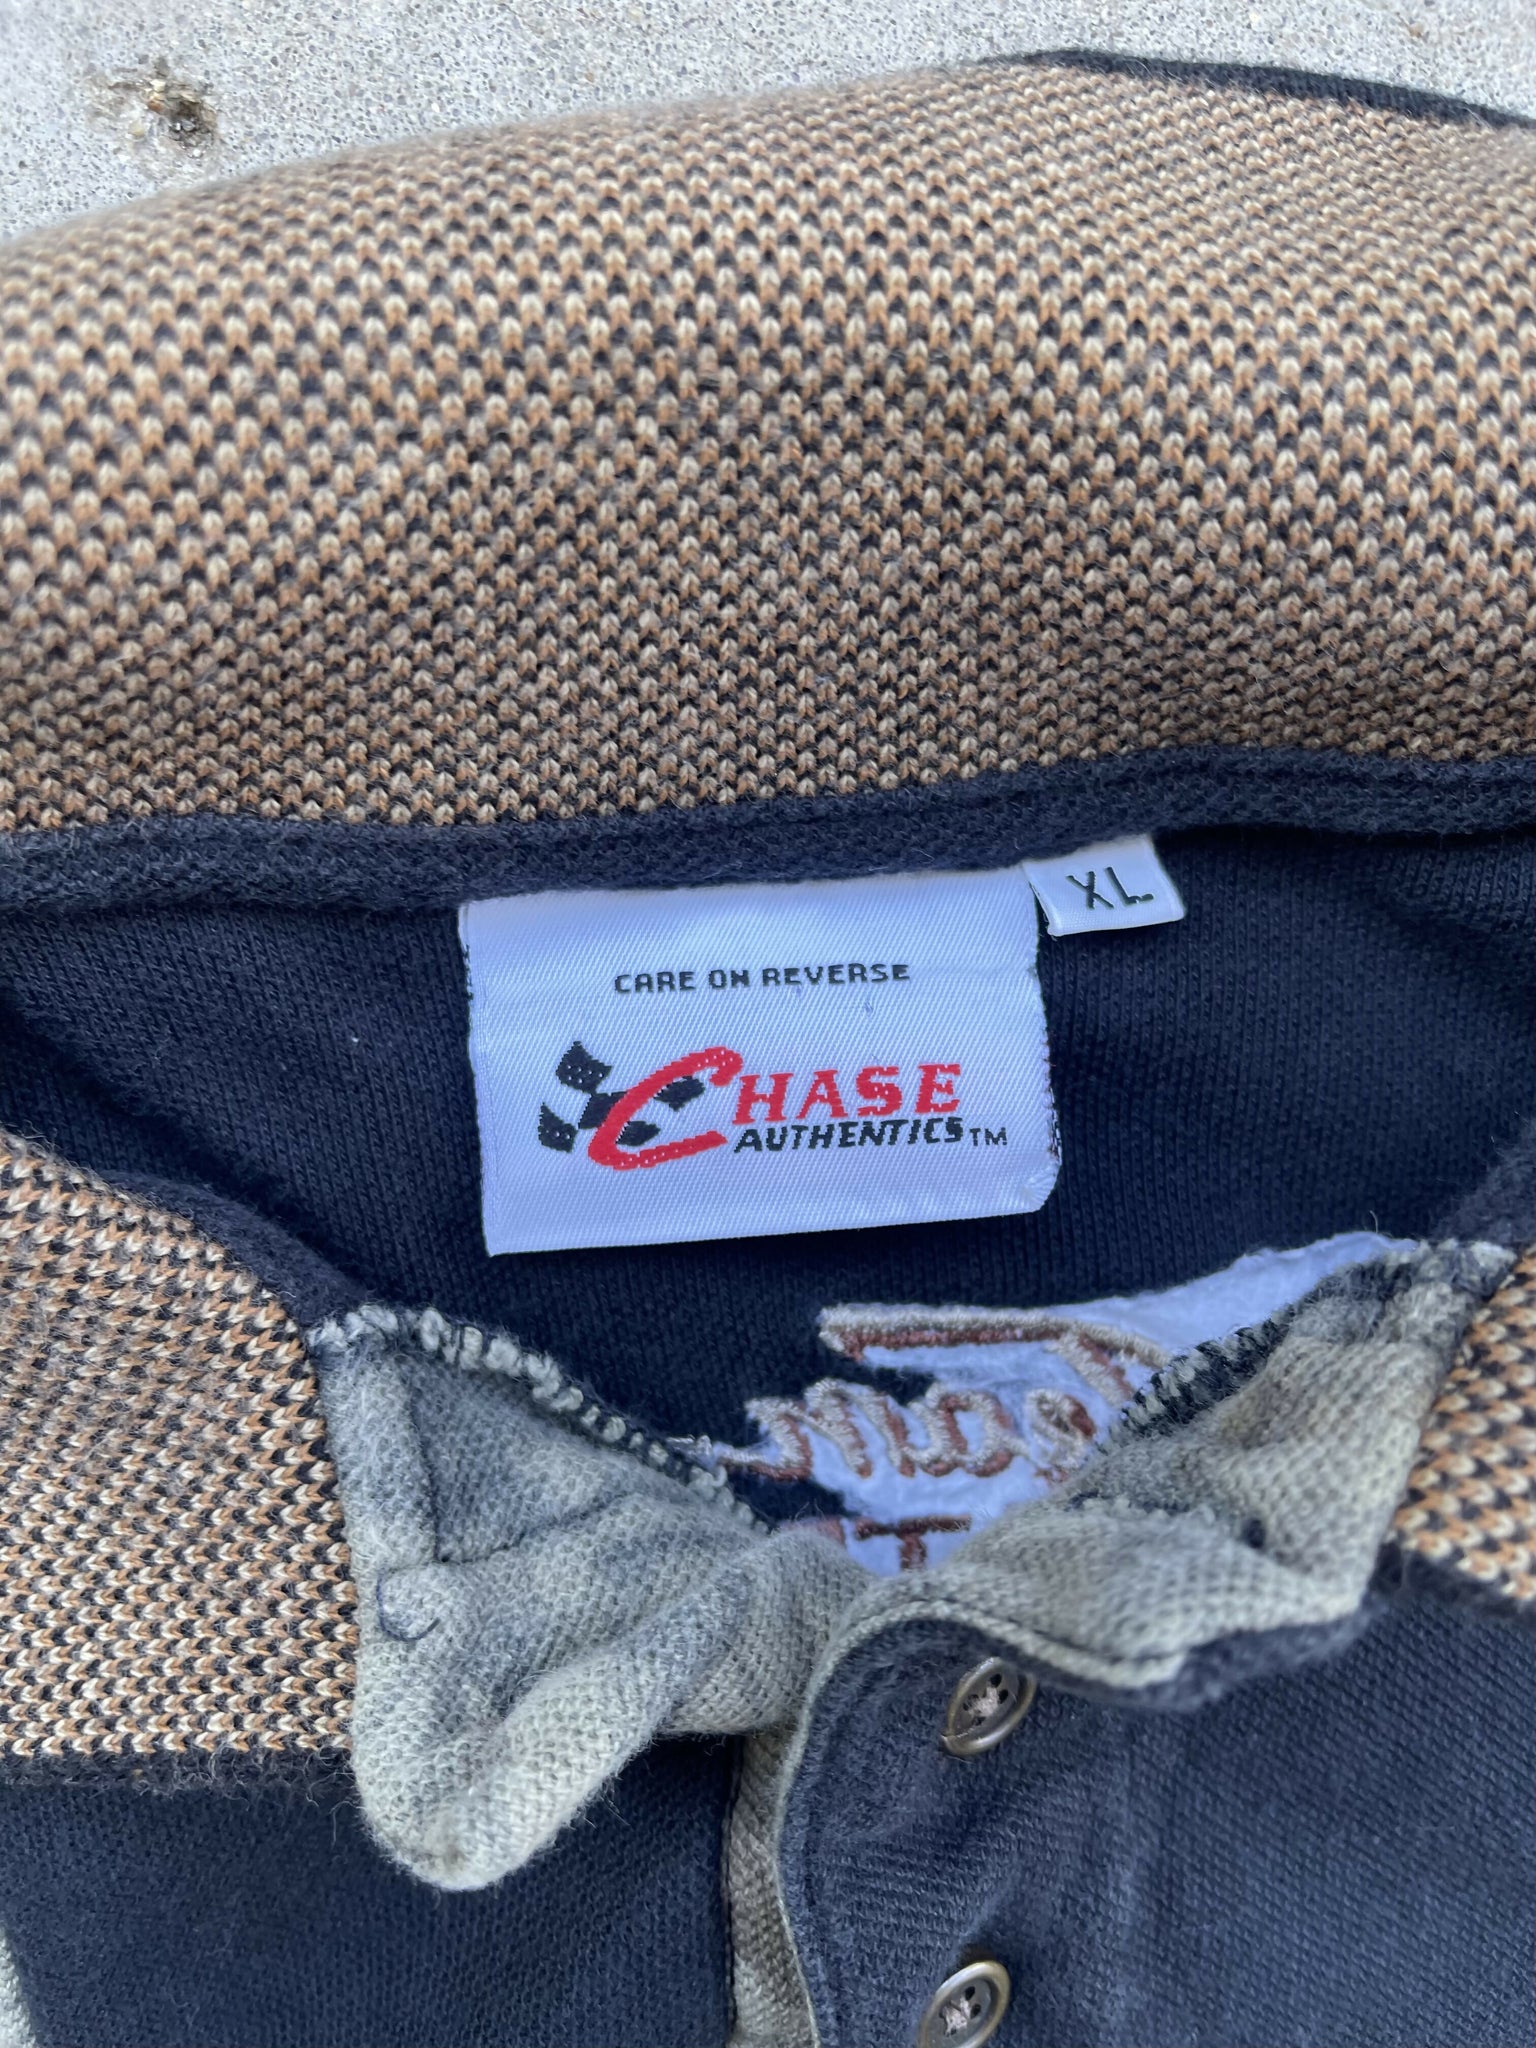 XL
CARE ON REVERSE
CHASE
AUTHENTICS™